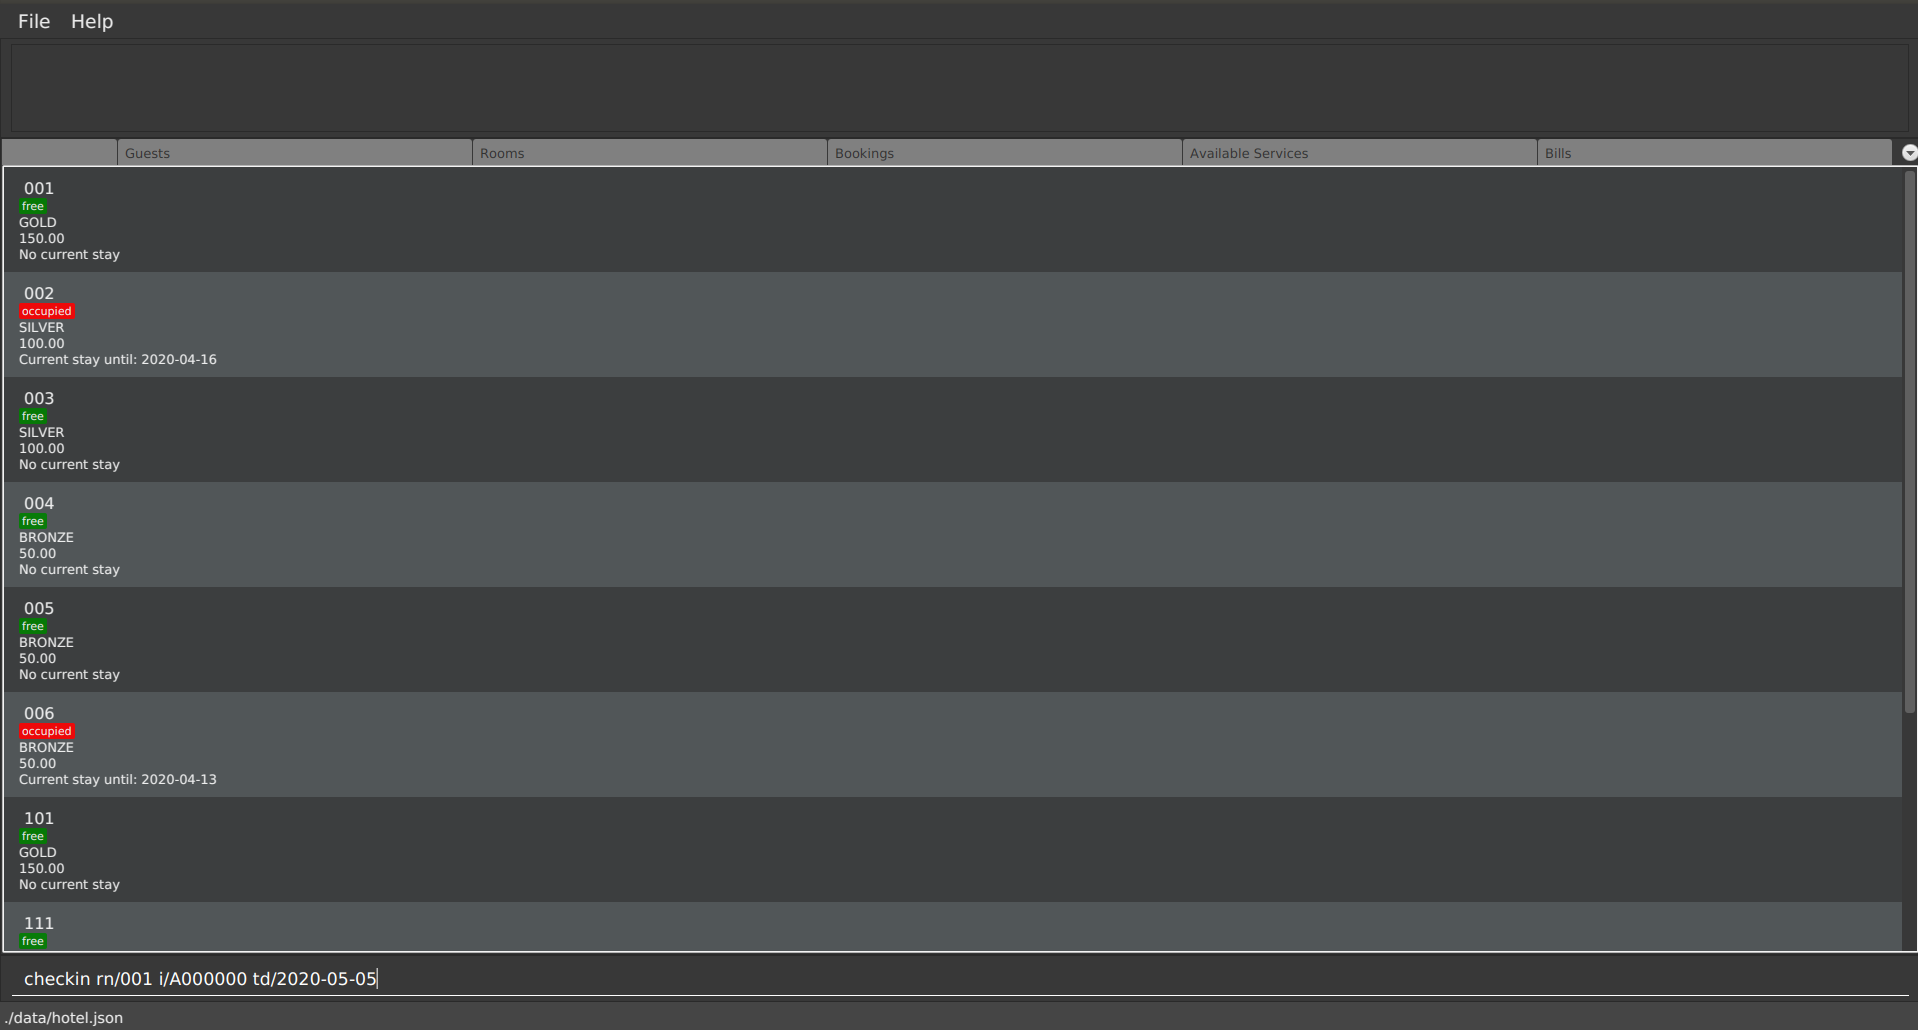 File Help
Guests Rooms Bookings Available Services Bills
001
free
GOLD
150.00
No current stay
002
occupied
SILVER
100.00
Current stay until: 2020-04-16
003
free
SILVER
100.00
No current stay
004
free
BRONZE
50.00
No current stay
005
free
BRONZE
50.00
No current stay
006
occupied
BRONZE
50.00
Current stay until: 2020-04-13
101
free
GOLD
150.00
No current stay
111
free
checkin rn/001 i/A000000 td/2020-05-05
./data/hotel.json